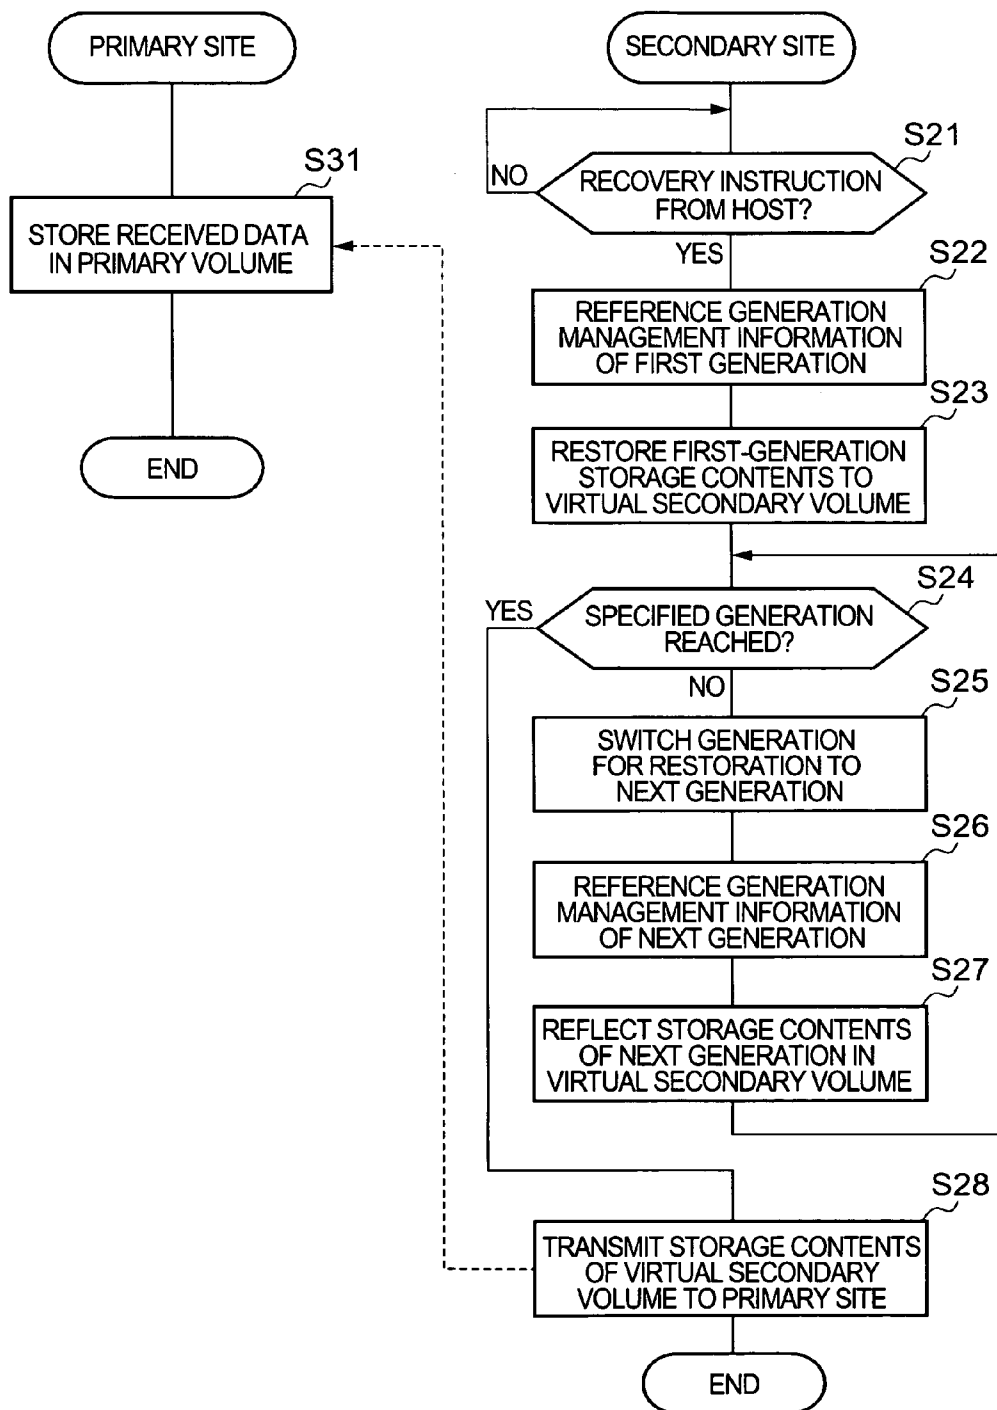 PRIMARY SITE
S31
STORE RECEIVED DATA
IN PRIMARY VOLUME
END
SECONDARY SITE
S21
NO
RECOVERY INSTRUCTION
FROM HOST?
YES
S22
REFERENCE GENERATION
MANAGEMENT INFORMATION
OF FIRST GENERATION
S23
RESTORE FIRST-GENERATION
STORAGE CONTENTS TO
VIRTUAL SECONDARY VOLUME
S24
YES
SPECIFIED GENERATION
REACHED?
NO
S25
SWITCH GENERATION
FOR RESTORATION TO
NEXT GENERATION
S26
REFERENCE GENERATION
MANAGEMENT INFORMATION
OF NEXT GENERATION
S27
REFLECT STORAGE CONTENTS
OF NEXT GENERATION IN
VIRTUAL SECONDARY VOLUME
S28
TRANSMIT STORAGE CONTENTS
OF VIRTUAL SECONDARY
VOLUME TO PRIMARY SITE
END